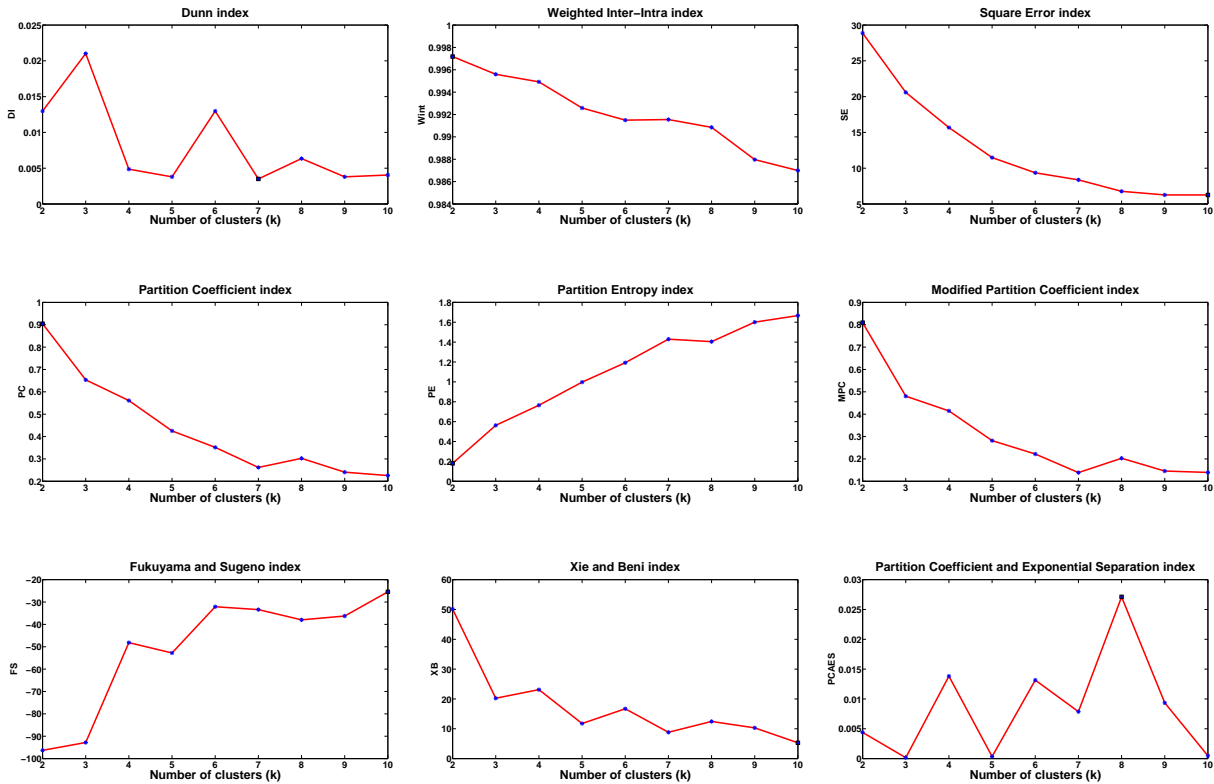 Dunn index
0.025
0.02
0.015
0.01
0.005
0
DI
2 3 4 5 6 7 8 9 10
Number of clusters (k)
Weighted Inter−Intra index
1
0.998
0.996
0.994
0.992
0.99
0.988
0.986
0.984
Wint
2 3 4 5 6 7 8 9 10
Number of clusters (k)
Square Error index
30
25
20
15
10
5
SE
2 3 4 5 6 7 8 9 10
Number of clusters (k)
Partition Coefficient index
1
0.9
0.8
0.7
0.6
0.5
0.4
0.3
0.2
PC
2 3 4 5 6 7 8 9 10
Number of clusters (k)
Partition Entropy index
1.8
1.6
1.4
1.2
1
0.8
0.6
0.4
0.2
0
PE
2 3 4 5 6 7 8 9 10
Number of clusters (k)
Modified Partition Coefficient index
0.9
0.8
0.7
0.6
0.5
0.4
0.3
0.2
0.1
MPC
2 3 4 5 6 7 8 9 10
Number of clusters (k)
Fukuyama and Sugeno index
−20
−30
−40
−50
−60
−70
−80
−90
−100
FS
2 3 4 5 6 7 8 9 10
Number of clusters (k)
Xie and Beni index
60
50
40
30
20
10
0
XB
2 3 4 5 6 7 8 9 10
Number of clusters (k)
Partition Coefficient and Exponential Separation index
0.03
0.025
0.02
0.015
0.01
0.005
0
PCAES
2 3 4 5 6 7 8 9 10
Number of clusters (k)